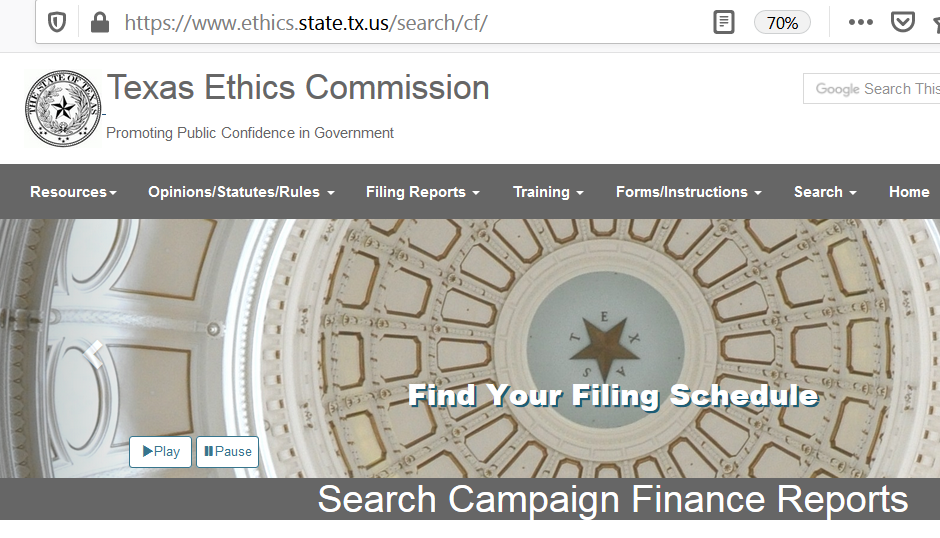 https://www.ethics.state.tx.us/search/cf/
70%
THE STATE OF TEXAS
Texas Ethics Commission
Google Search This
Promoting Public Confidence in Government
Resources Opinions/Statutes/Rules Filing Reports Training Forms/Instructions Search Home
TEXAS
Find Your Filing Schedule
Play Pause
Search Campaign Finance Reports